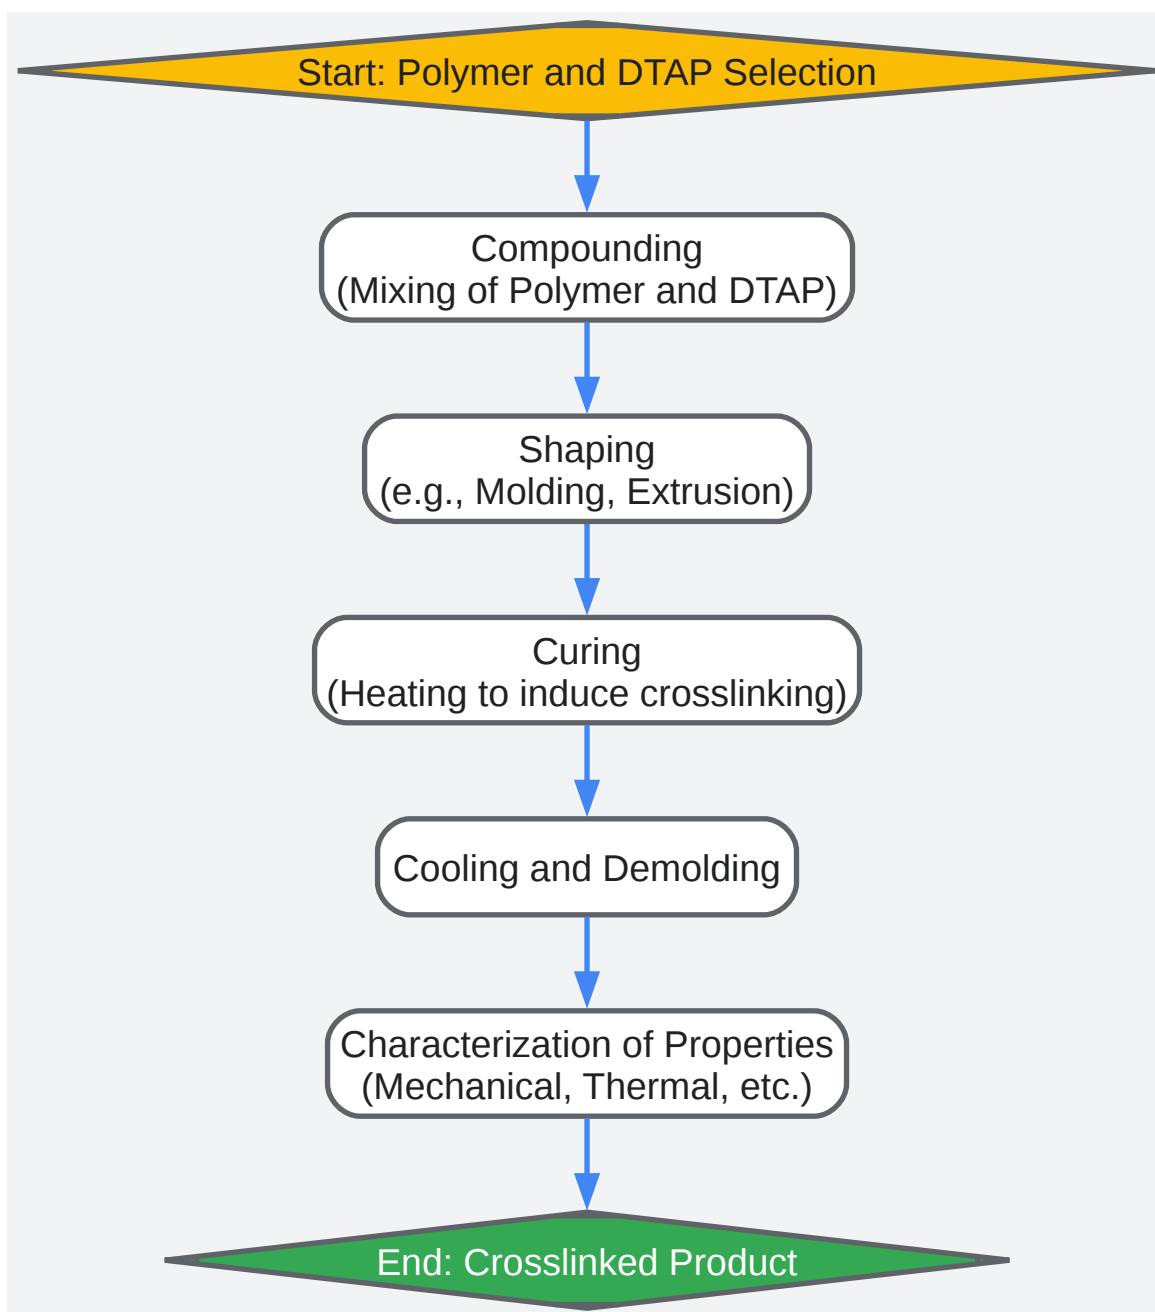 Start: Polymer and DTAP Selection
Compounding
(Mixing of Polymer and DTAP)
Shaping
(e.g., Molding, Extrusion)
Curing
(Heating to induce crosslinking)
Cooling and Demolding
Characterization of Properties
(Mechanical, Thermal, etc.)
End: Crosslinked Product